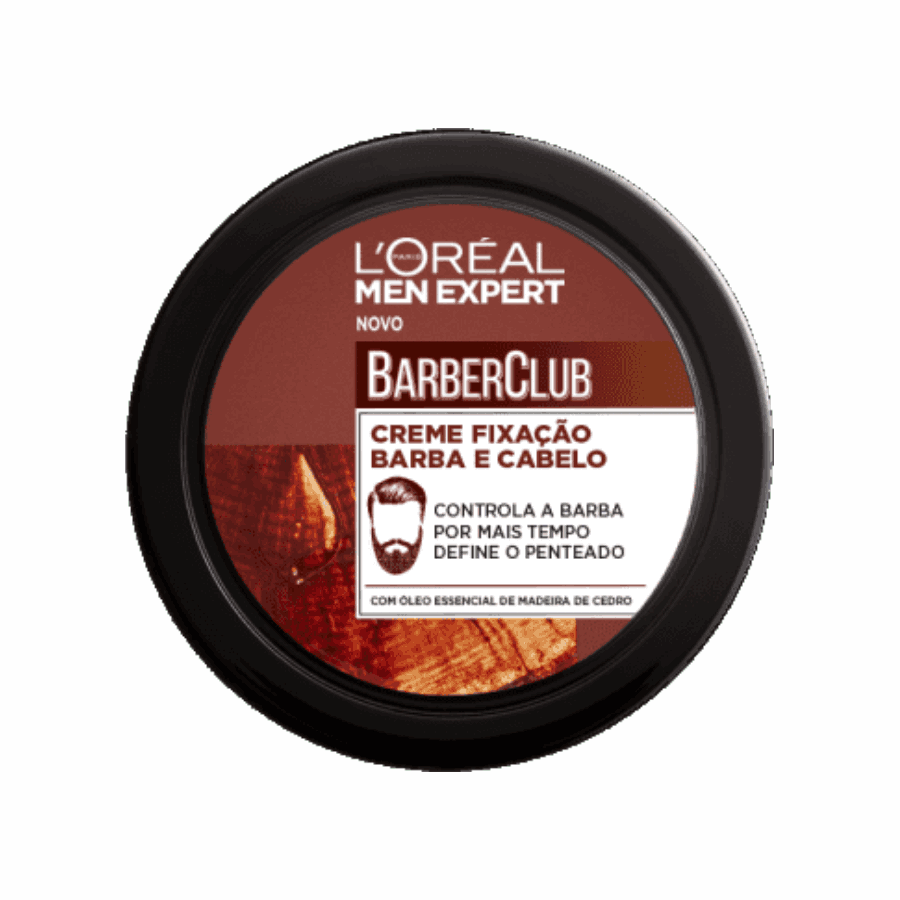 L'ORÉAL
PARIS
MEN EXPERT
NOVO
BARBERCLUB
CREME FIXAÇÃO
BARBA E CABELO
CONTROLA A BARBA
POR MAIS TEMPO
DEFINE O PENTEADO
COM ÓLEO ESSENCIAL DE MADEIRA DE CEDRO